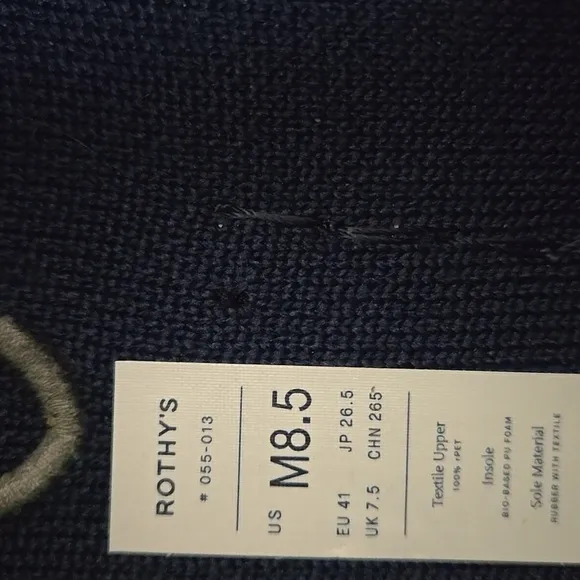 ROTHY'S
# 055-013
US M8.5
EU 41 JP 26.5
UK 7.5 CHN 265
Textile Upper
100% rPET
Insole
BIO-BASED PU FOAM
Sole Material
RUBBER WITH TEXTILE